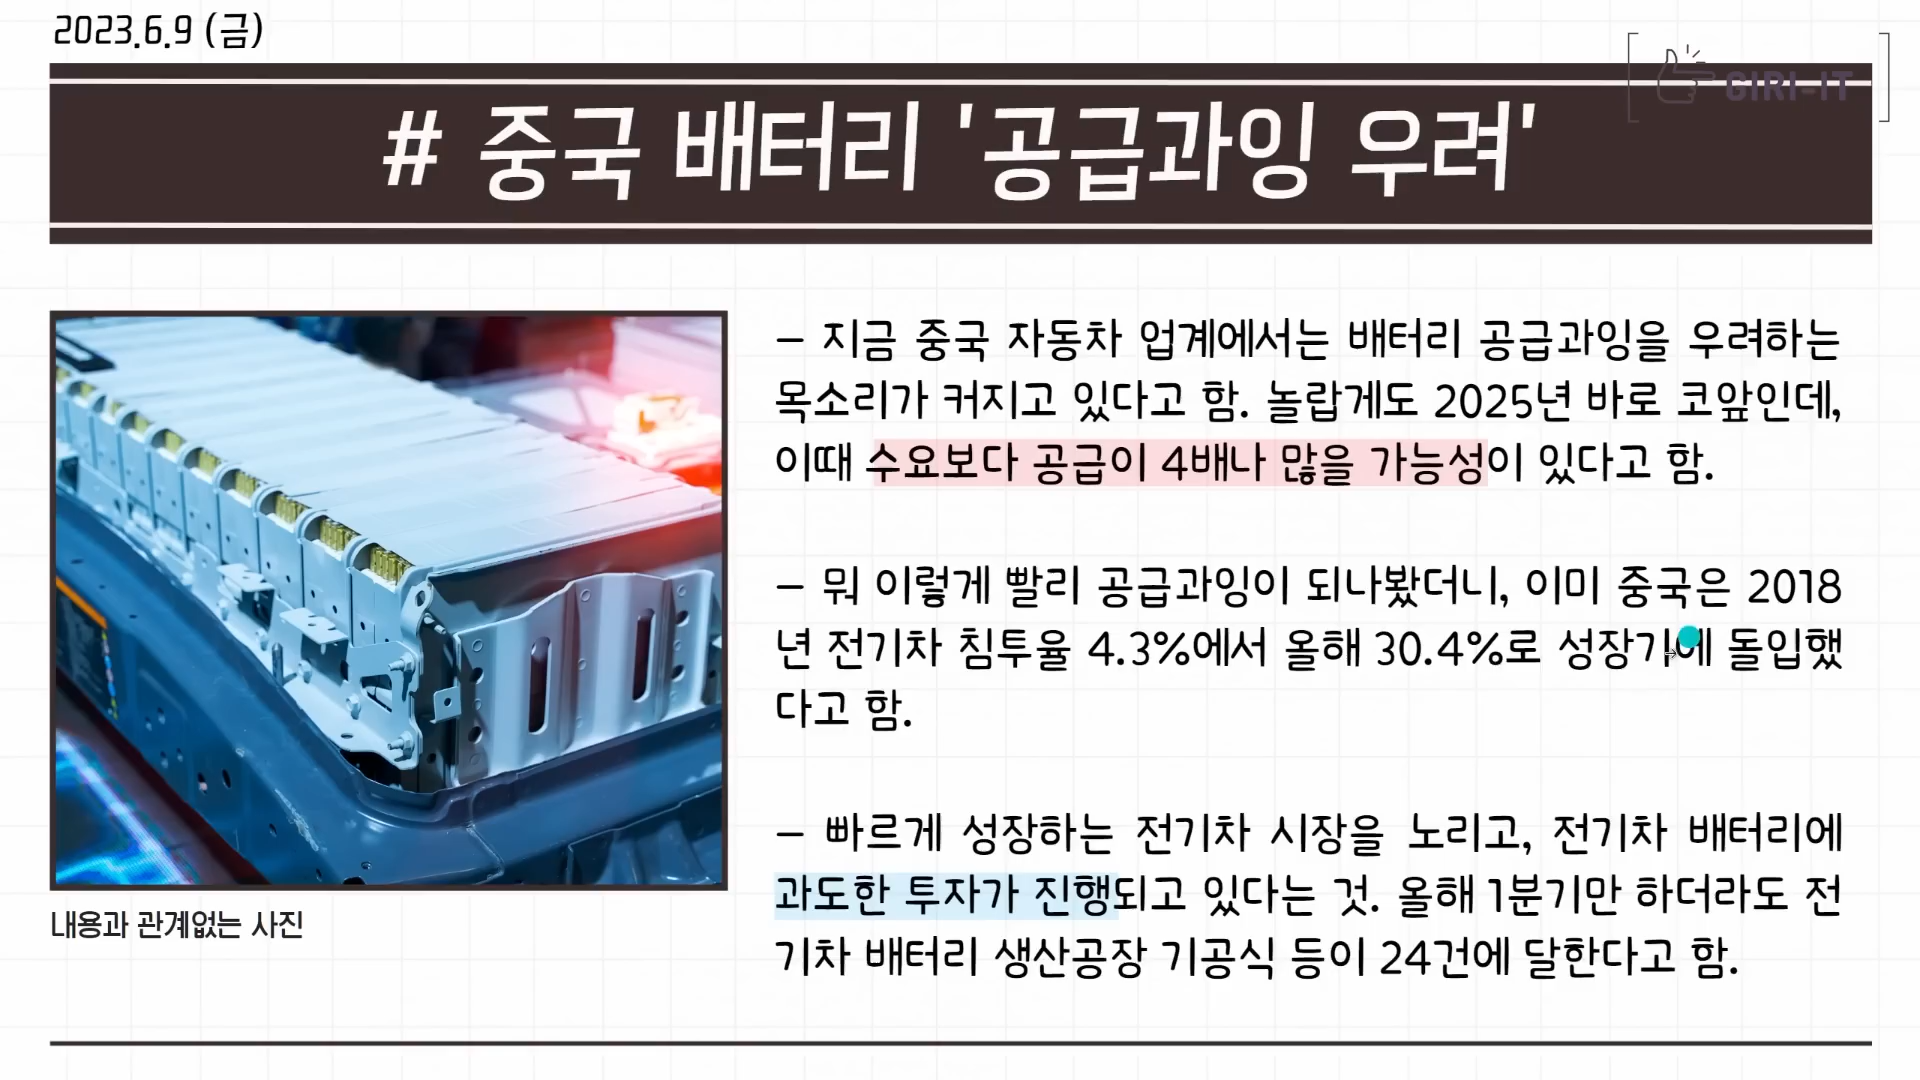 2023.6.9 (금)
GIRI-IT
# 중국 배터리 '공급과잉 우려'
- 지금 중국 자동차 업계에서는 배터리 공급과잉을 우려하는
목소리가 커지고 있다고 함. 놀랍게도 2025년 바로 코앞인데,
이때 수요보다 공급이 4배나 많을 가능성이 있다고 함.
- 뭐 이렇게 빨리 공급과잉이 되나봤더니, 이미 중국은 2018
년 전기차 침투율 4.3%에서 올해 30.4%로 성장기에 돌입했
다고 함.
- 빠르게 성장하는 전기차 시장을 노리고, 전기차 배터리에
과도한 투자가 진행되고 있다는 것. 올해 1분기만 하더라도 전
기차 배터리 생산공장 기공식 등이 24건에 달한다고 함.
내용과 관계없는 사진